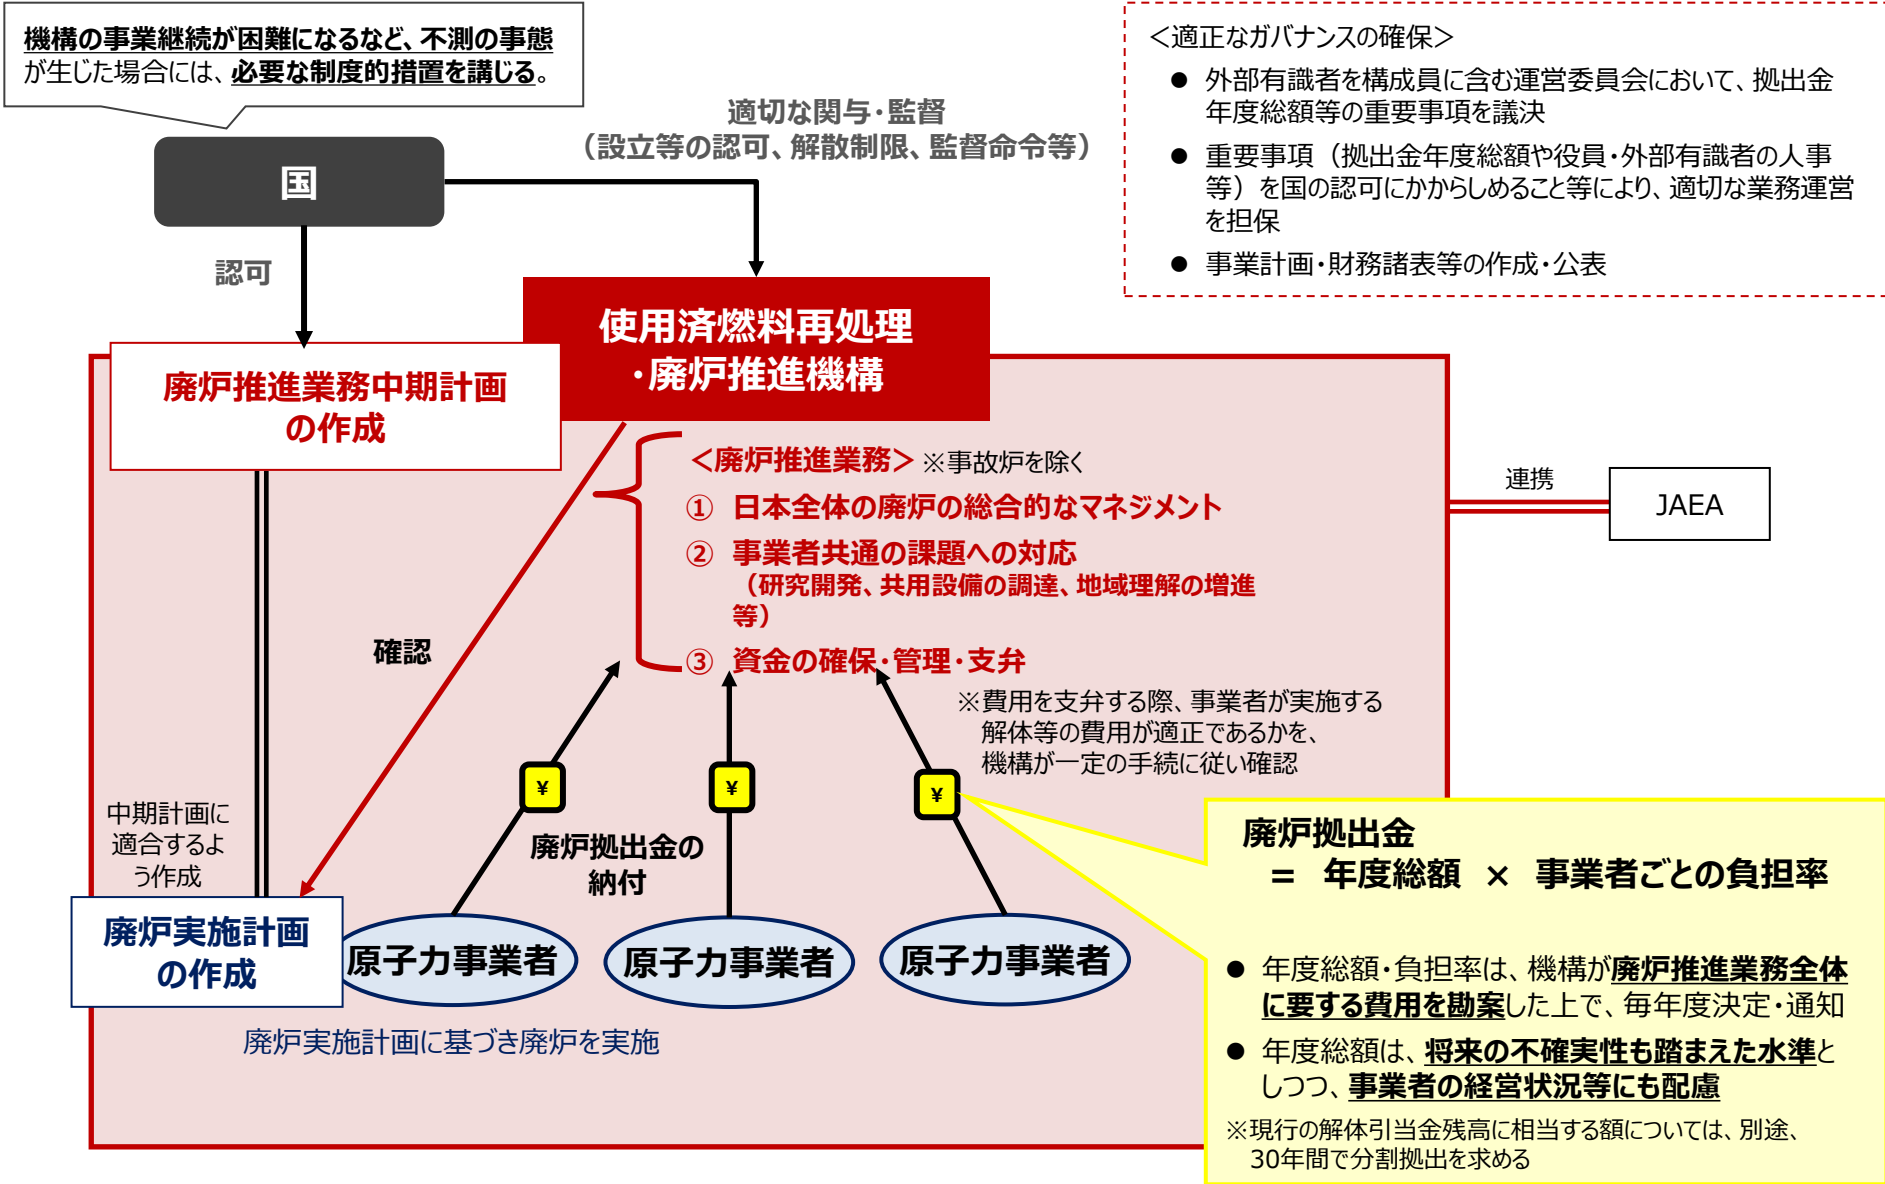 機構の事業継続が困難になるなど、不測の事態
が生じた場合には、必要な制度的措置を講じる。
国
適切な関与・監督
（設立等の認可、解散制限、監督命令等）
＜適正なガバナンスの確保＞
● 外部有識者を構成員に含む運営委員会において、拠出金
年度総額等の重要事項を議決
● 重要事項（拠出金年度総額や役員・外部有識者の人事
等）を国の認可にかからしめること等により、適切な業務運営
を担保
● 事業計画・財務諸表等の作成・公表
認可
使用済燃料再処理
・廃炉推進機構
廃炉推進業務中期計画
の作成
＜廃炉推進業務＞ ※事故炉を除く
① 日本全体の廃炉の総合的なマネジメント
② 事業者共通の課題への対応
（研究開発、共用設備の調達、地域理解の増進
等）
③ 資金の確保・管理・支弁
※費用を支弁する際、事業者が実施する
解体等の費用が適正であるかを、
機構が一定の手続に従い確認
連携
JAEA
確認
中期計画に
適合するよ
う作成
¥
¥
¥
廃炉拠出金の
納付
廃炉実施計画
の作成
原子力事業者
原子力事業者
原子力事業者
廃炉実施計画に基づき廃炉を実施
廃炉拠出金
＝ 年度総額 × 事業者ごとの負担率
● 年度総額・負担率は、機構が廃炉推進業務全体
に要する費用を勘案した上で、毎年度決定・通知
● 年度総額は、将来の不確実性も踏まえた水準と
しつつ、事業者の経営状況等にも配慮
※現行の解体引当金残高に相当する額については、別途、
30年間で分割拠出を求める